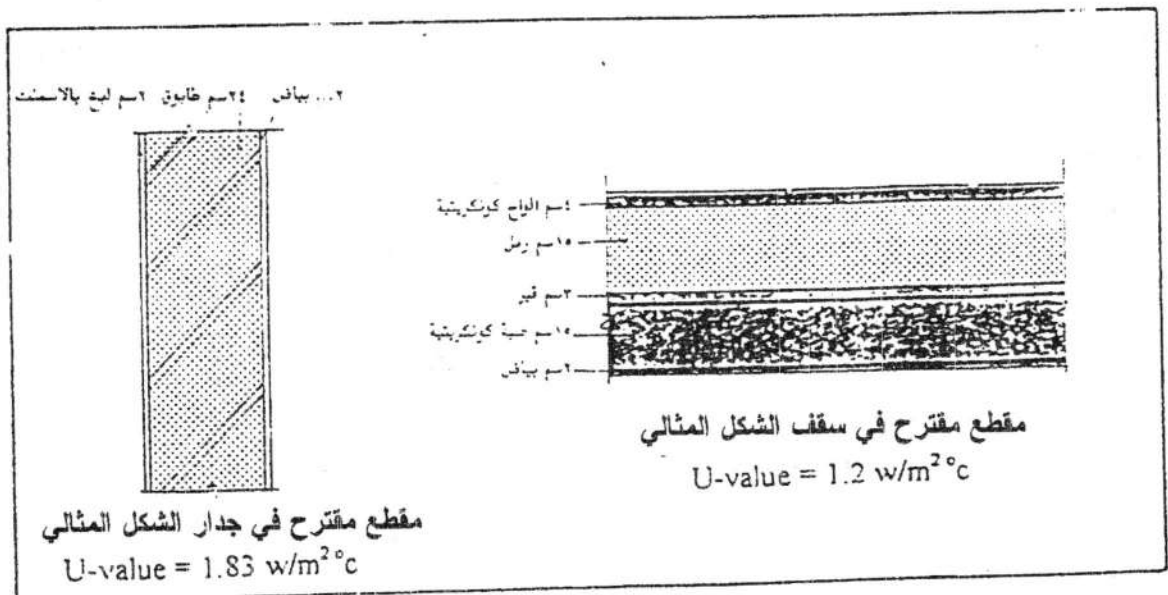 ٢... بياض ٢٤سم طابوق ٢سم لبخ بالاسمنت
٤سم الواح كونكريتية
١٥سم رمل
٢سم قير
١٥سم صبة كونكريتية
٢سم بياض
مقطع مقترح في سقف الشكل المثالي
U-value = 1.2 w/m²°c
مقطع مقترح في جدار الشكل المثالي
U-value = 1.83 w/m²°c